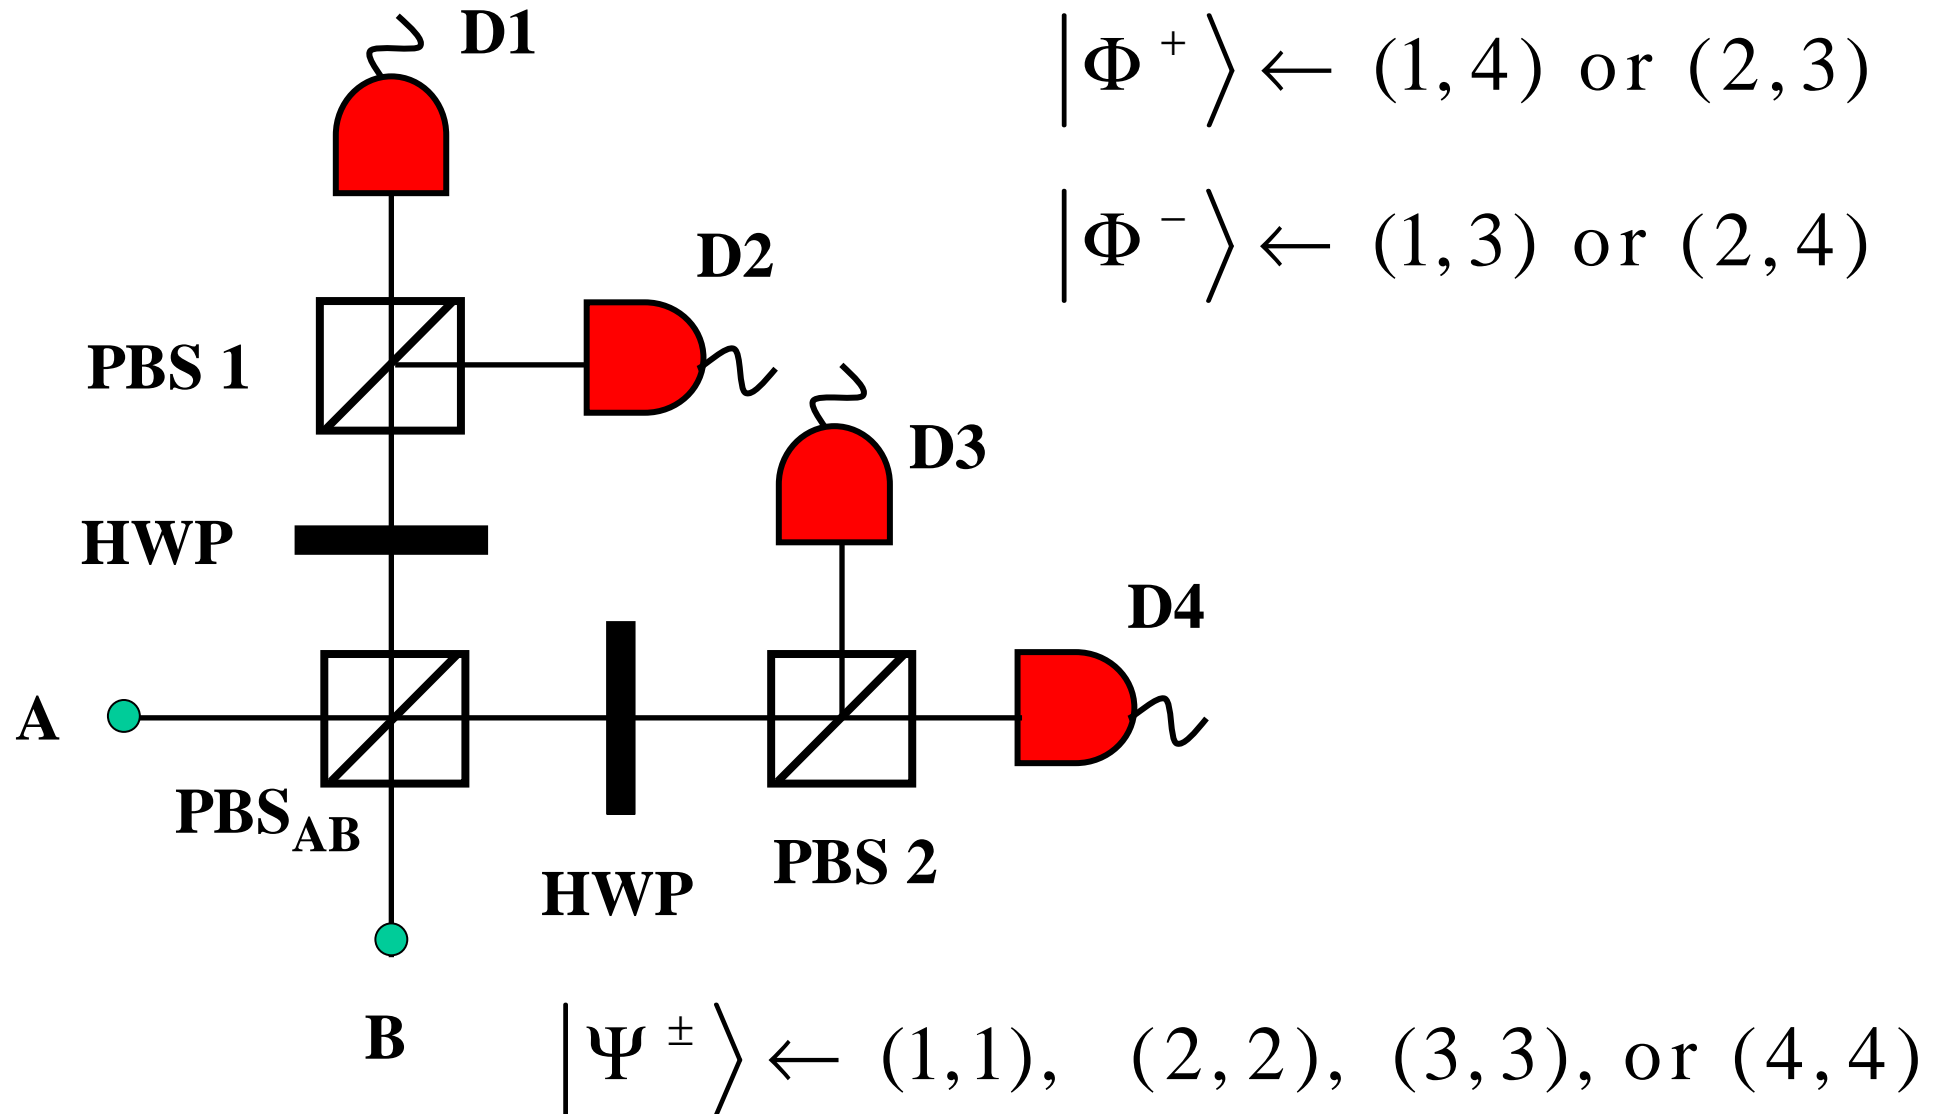 D1
|Φ⁺⟩ ← (1,4) or (2,3)
D2
|Φ⁻⟩ ← (1,3) or (2,4)
PBS 1
D3
HWP
D4
A
PBS_AB
HWP
PBS 2
B
|Ψ^±⟩ ← (1,1), (2,2), (3,3), or (4,4)